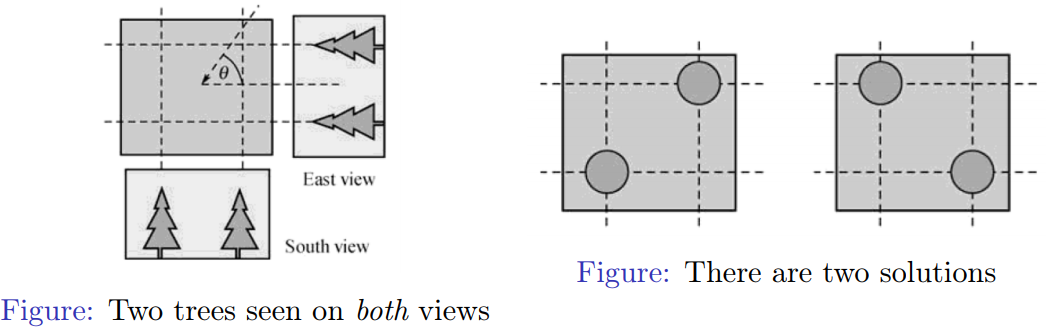 θ
East view
South view
Figure: Two trees seen on both views
Figure: There are two solutions